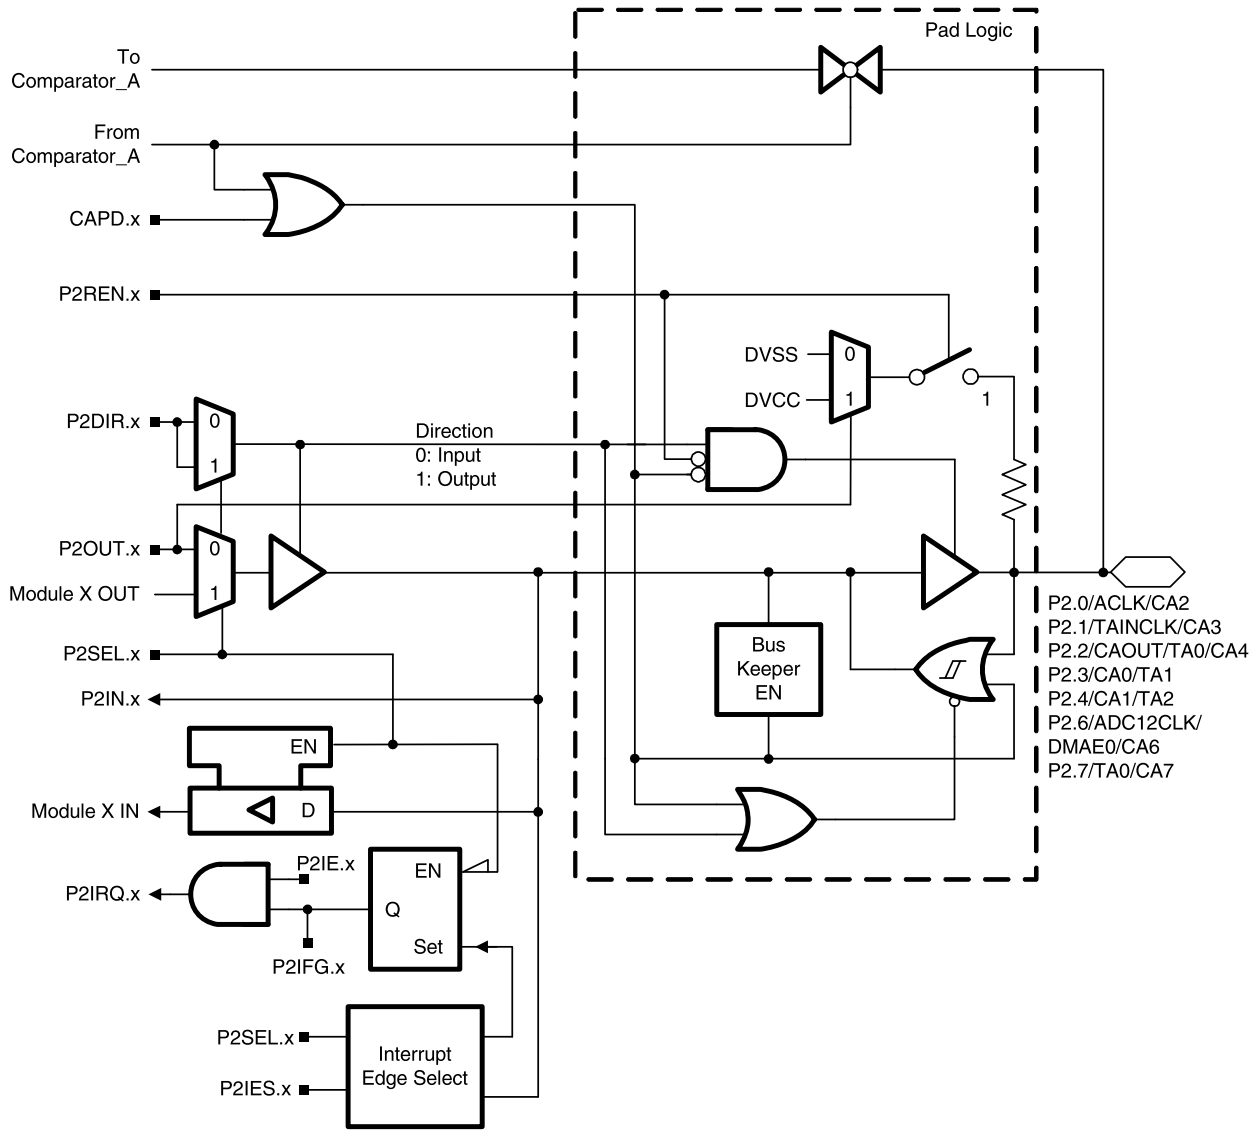 Pad Logic
To
Comparator_A
From
Comparator_A
CAPD.x
P2REN.x
DVSS
0
DVCC
1
1
P2DIR.x
0
1
Direction
0: Input
1: Output
P2OUT.x
0
Module X OUT
1
P2SEL.x
P2IN.x
Bus
Keeper
EN
P2.0/ACLK/CA2
P2.1/TAINCLK/CA3
P2.2/CAOUT/TA0/CA4
P2.3/CA0/TA1
P2.4/CA1/TA2
P2.6/ADC12CLK/
DMAE0/CA6
P2.7/TA0/CA7
EN
Module X IN
D
P2IE.x
P2IRQ.x
EN
Q
Set
P2IFG.x
P2SEL.x
P2IES.x
Interrupt
Edge Select